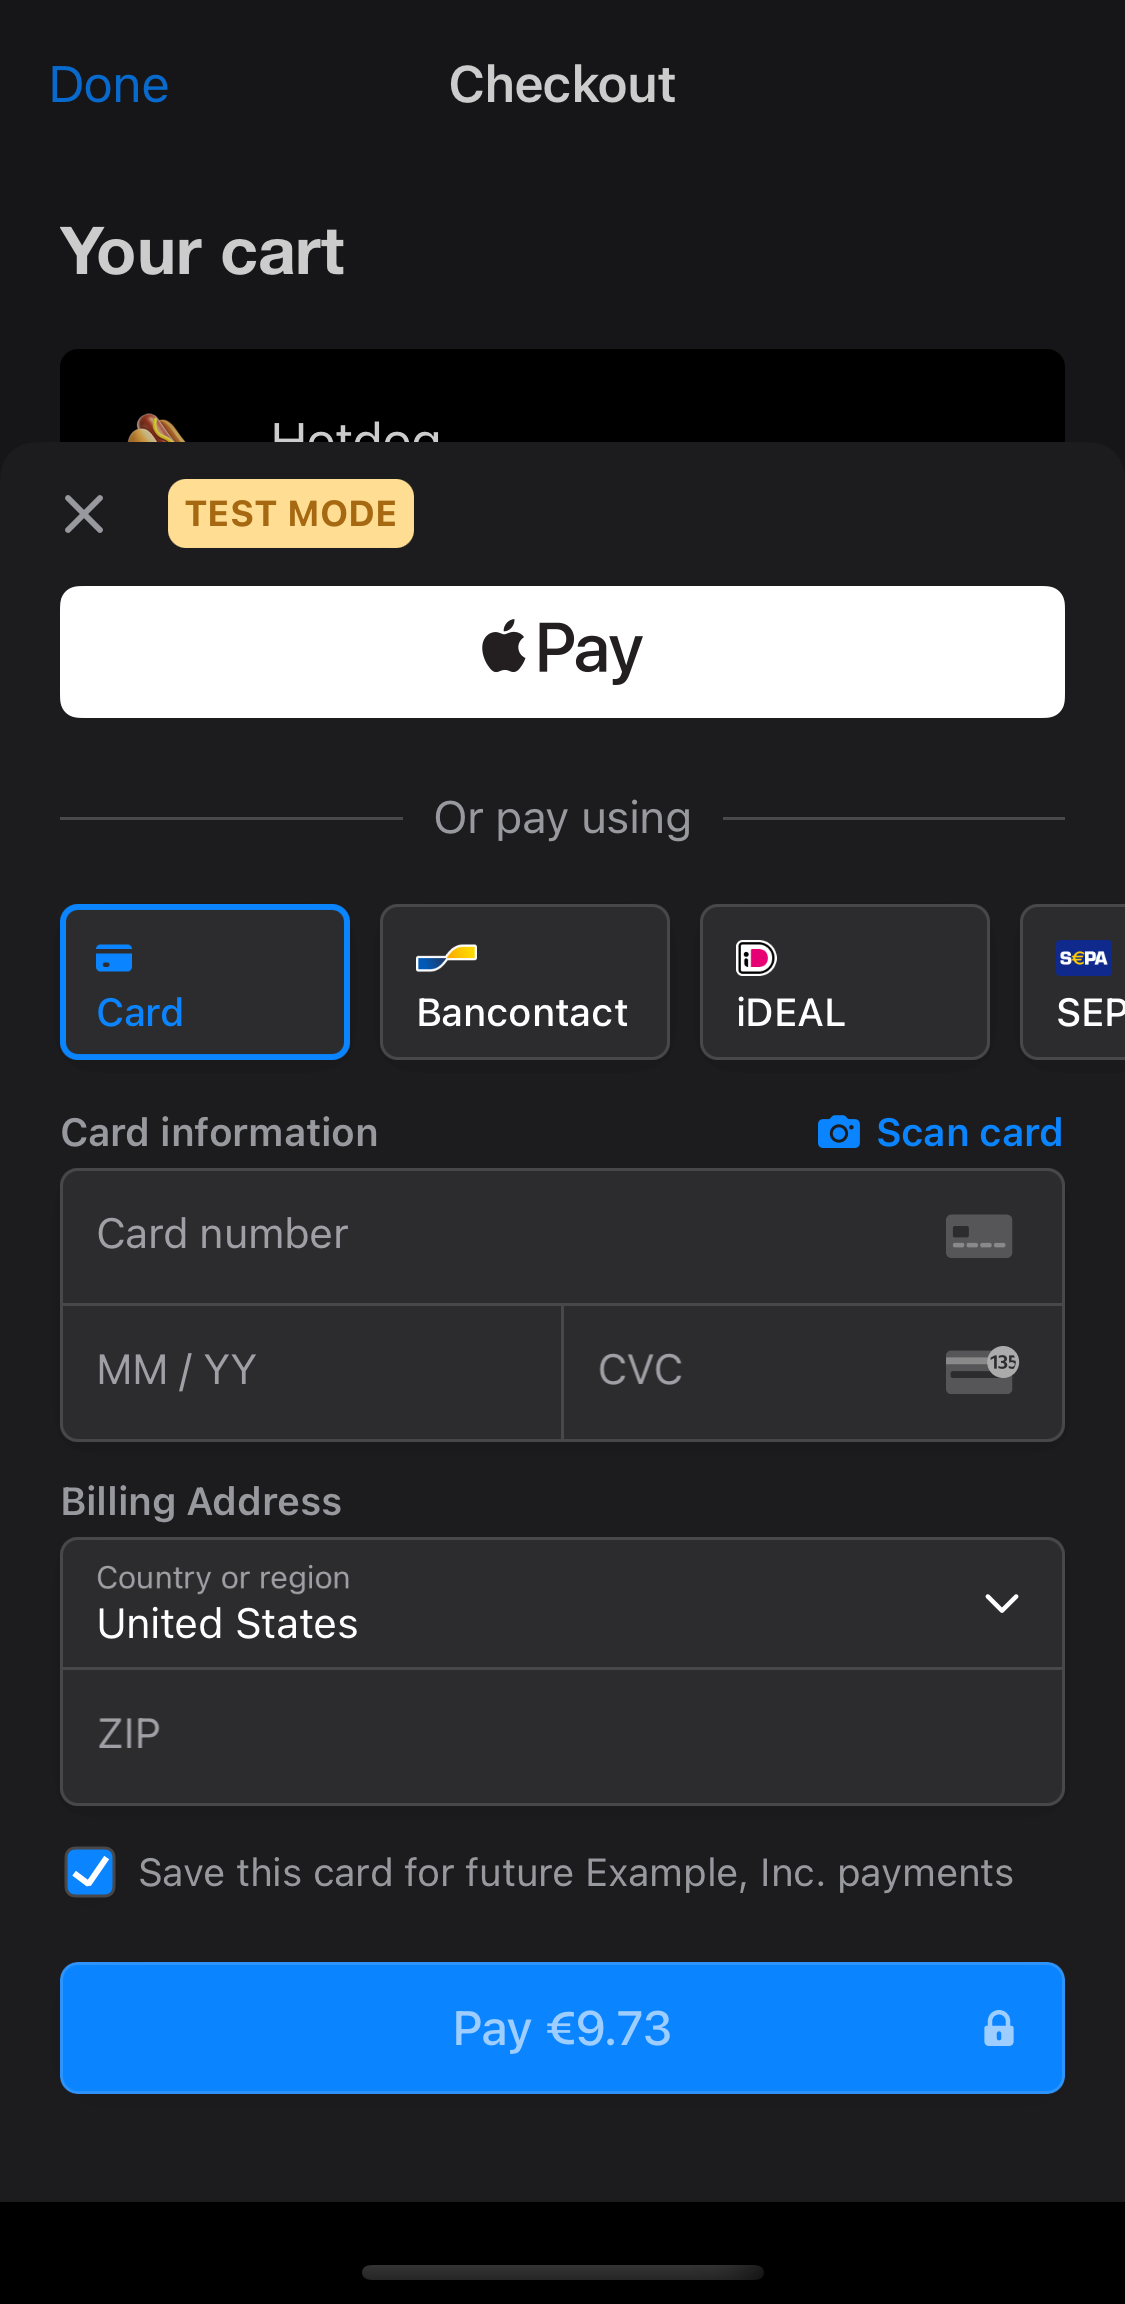 Done
Checkout
Your cart
Hotdog
TEST MODE
Pay
Or pay using
Card
Bancontact
iD
iDEAL
S€PA
SEP
Card information
Scan card
Card number
MM / YY
CVC
135
Billing Address
Country or region
United States
ZIP
Save this card for future Example, Inc. payments
Pay €9.73